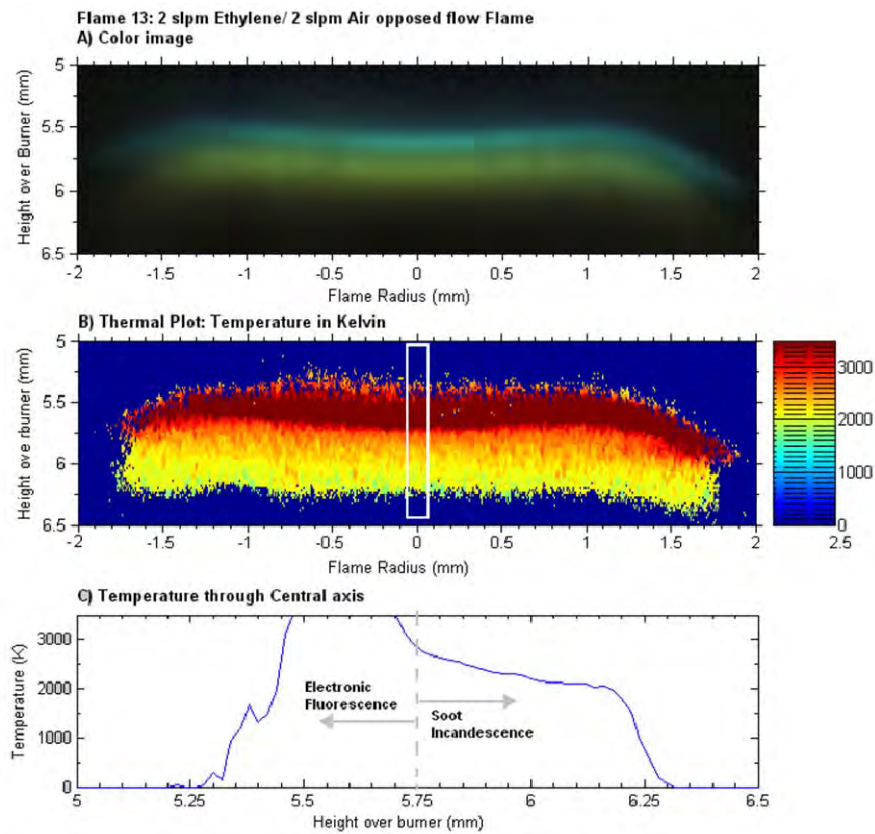 Flame 13: 2 slpm Ethylene/ 2 slpm Air opposed flow Flame
A) Color image
5
5.5
6
6.5
Height over Burner (mm)
-2 -1.5 -1 -0.5 0 0.5 1 1.5 2
Flame Radius (mm)
B) Thermal Plot: Temperature in Kelvin
5
5.5
6
6.5
Height ove rburner (mm)
-2 -1.5 -1 -0.5 0 0.5 1 1.5 2
Flame Radius (mm)
3000
2000
1000
0
2.5
C) Temperature through Central axis
3000
2000
1000
0
Temperature (K)
Electronic
Fluorescence
Soot
Incandescence
5 5.25 5.5 5.75 6 6.25 6.5
Height over burner (mm)